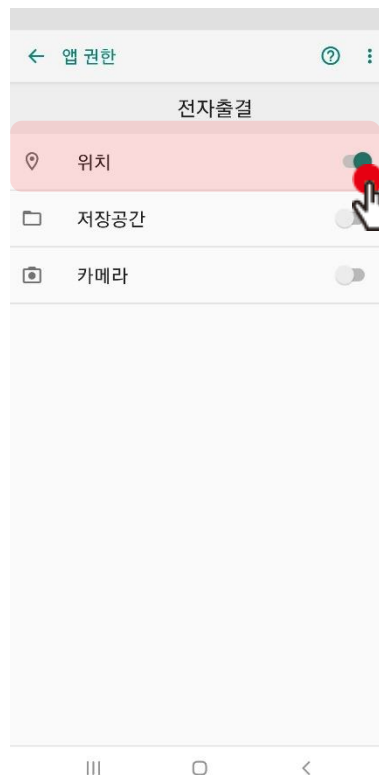 앱 권한
전자출결
위치
저장공간
카메라